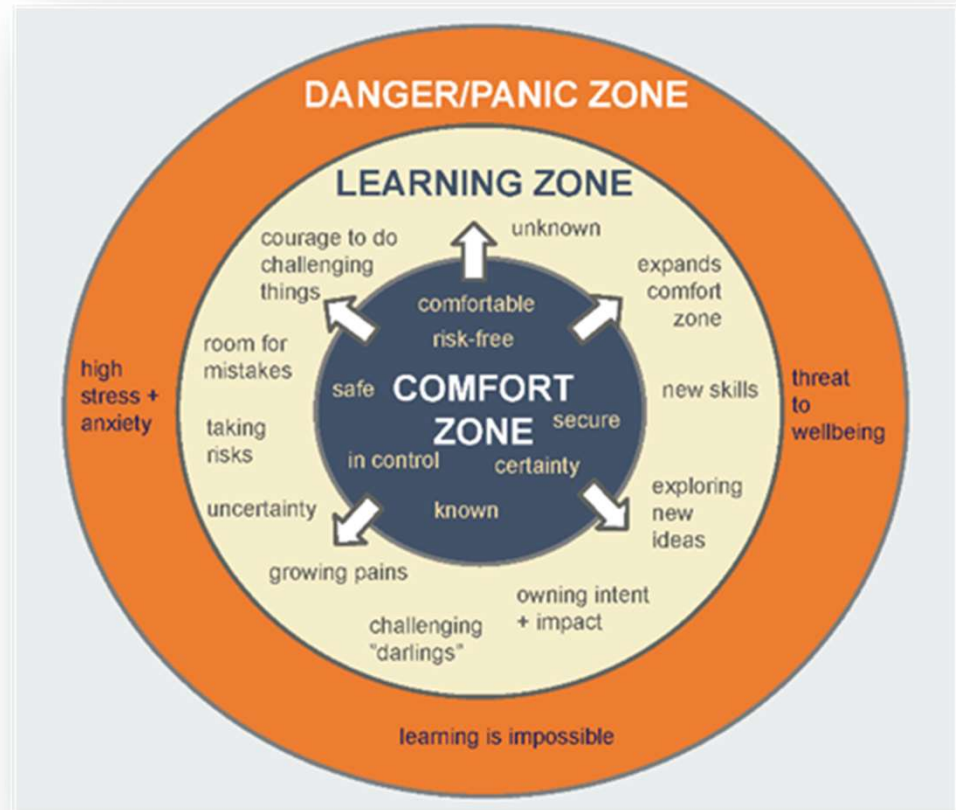 DANGER/PANIC ZONE
LEARNING ZONE
courage to do
challenging
things
unknown
expands
comfort
zone
room for
mistakes
new skills
taking
risks
uncertainty
exploring
new
ideas
growing pains
owning intent
+ impact
challenging
"darlings"
comfortable
risk-free
safe
COMFORT
ZONE
secure
in control
certainty
known
high
stress +
anxiety
threat
to
wellbeing
learning is impossible